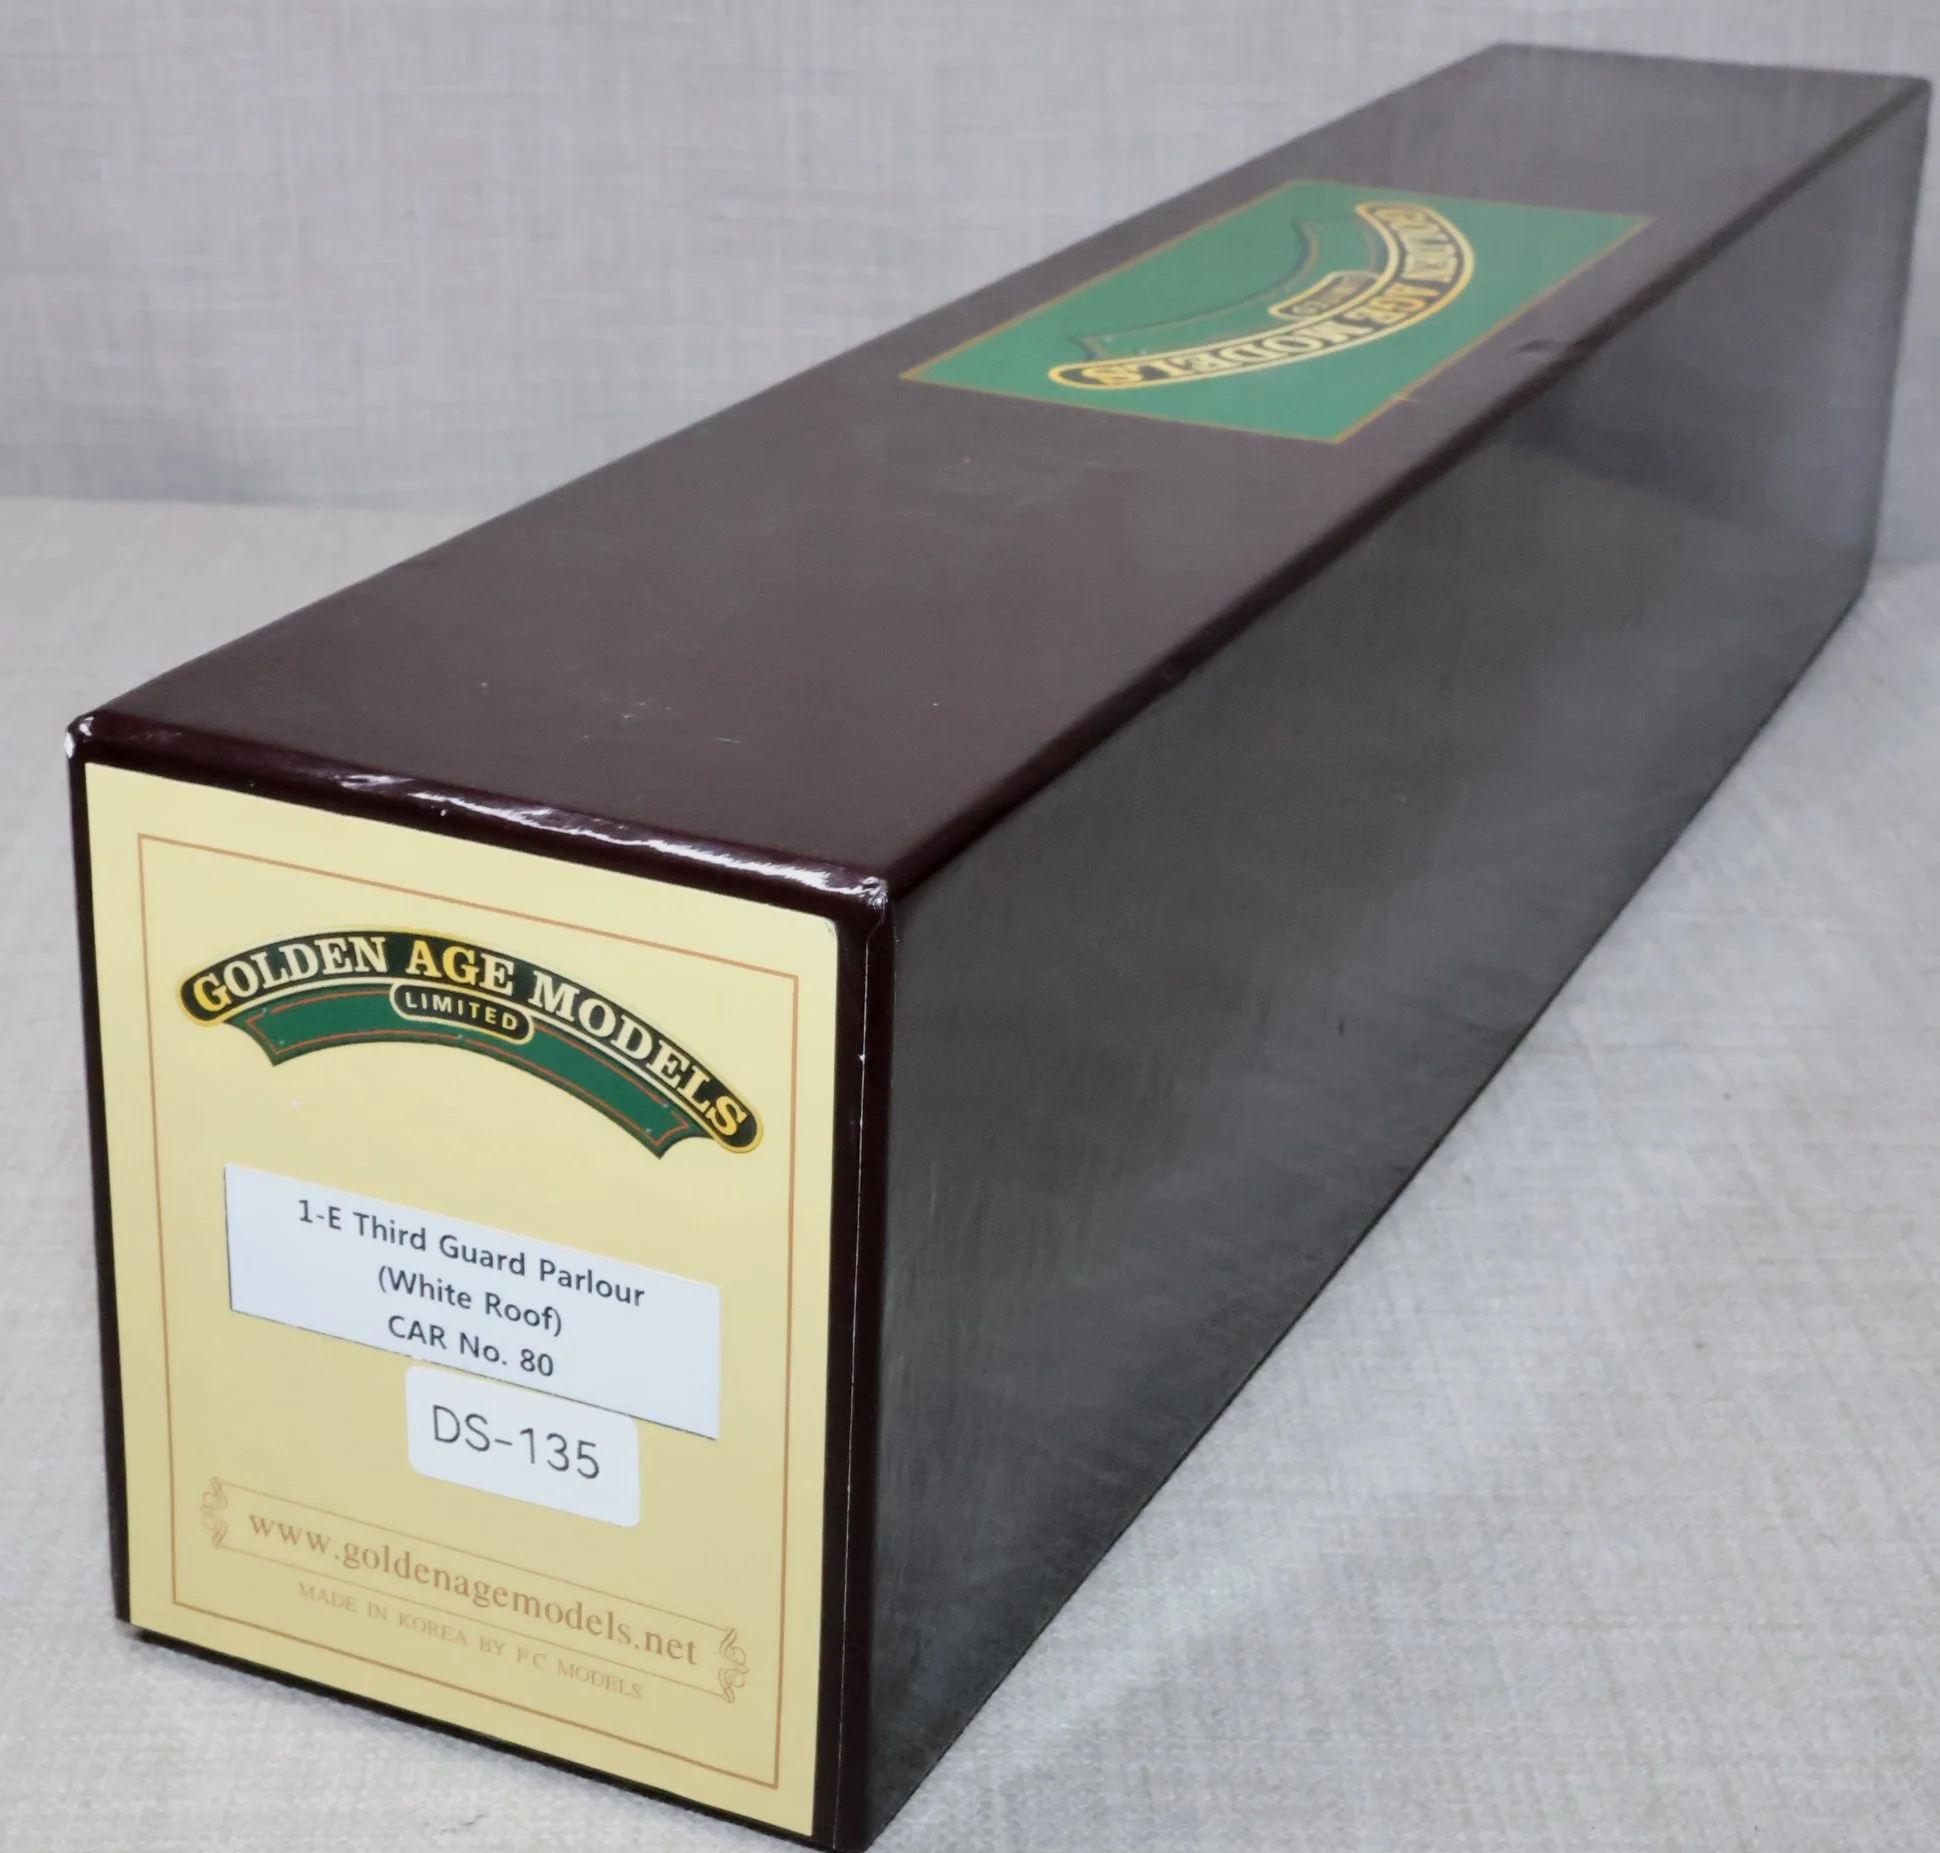 GOLDEN AGE MODELS
LIMITED
GOLDEN AGE MODELS
LIMITED
1-E Third Guard Parlour
(White Roof)
CAR No. 80
DS-135
www.goldenagemodels.net
MADE IN KOREA BY F.C MODELS